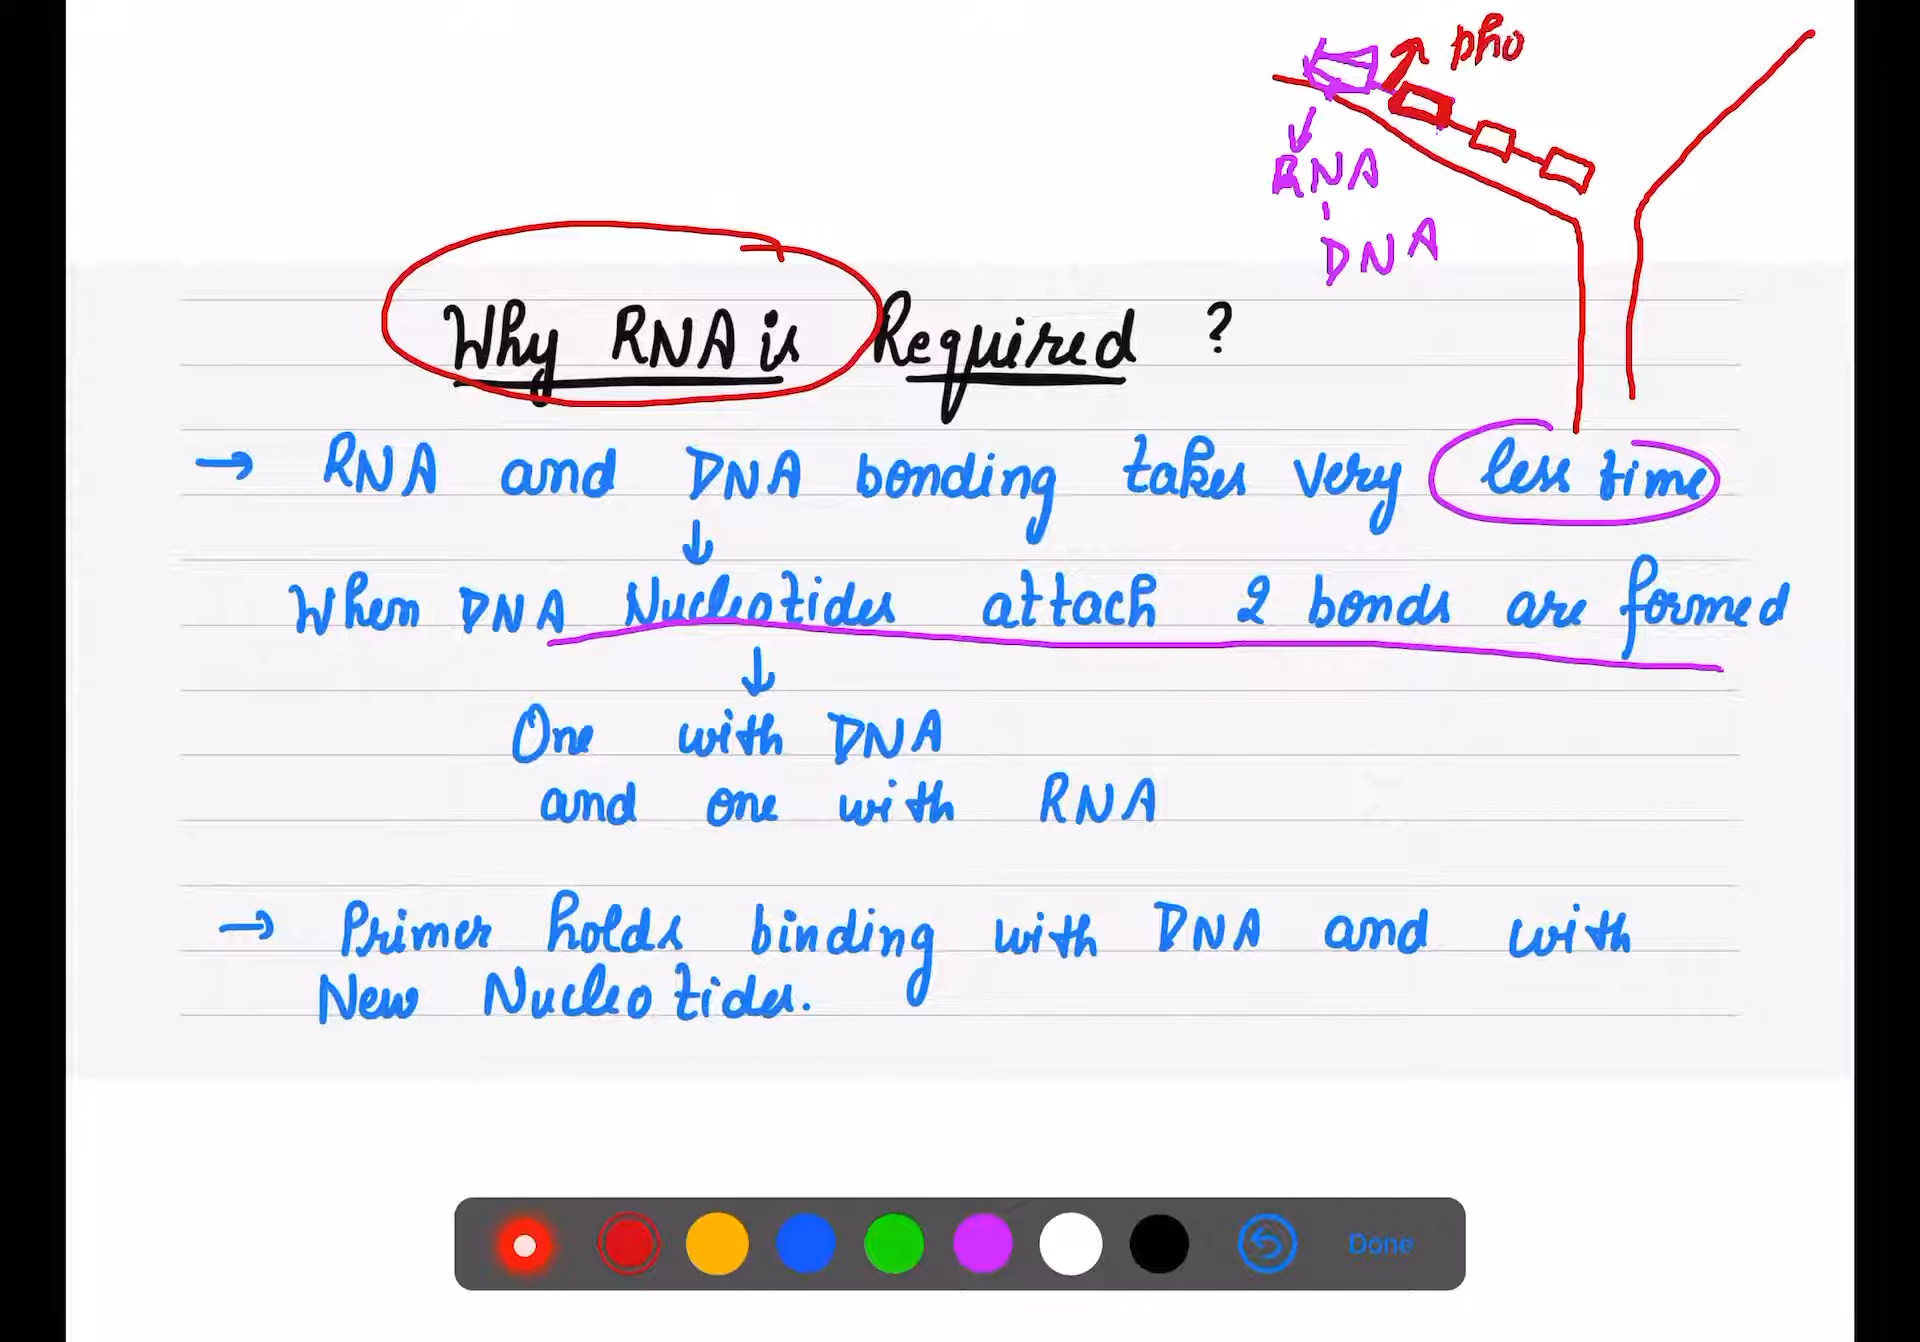 pho
RNA
DNA
Why RNA is Required ?
→ RNA and DNA bonding takes very less time
↓
When DNA Nucleotides attach 2 bonds are formed
↓
One with DNA
and one with RNA
→ Primer holds binding with DNA and with
New Nucleotides.
Done